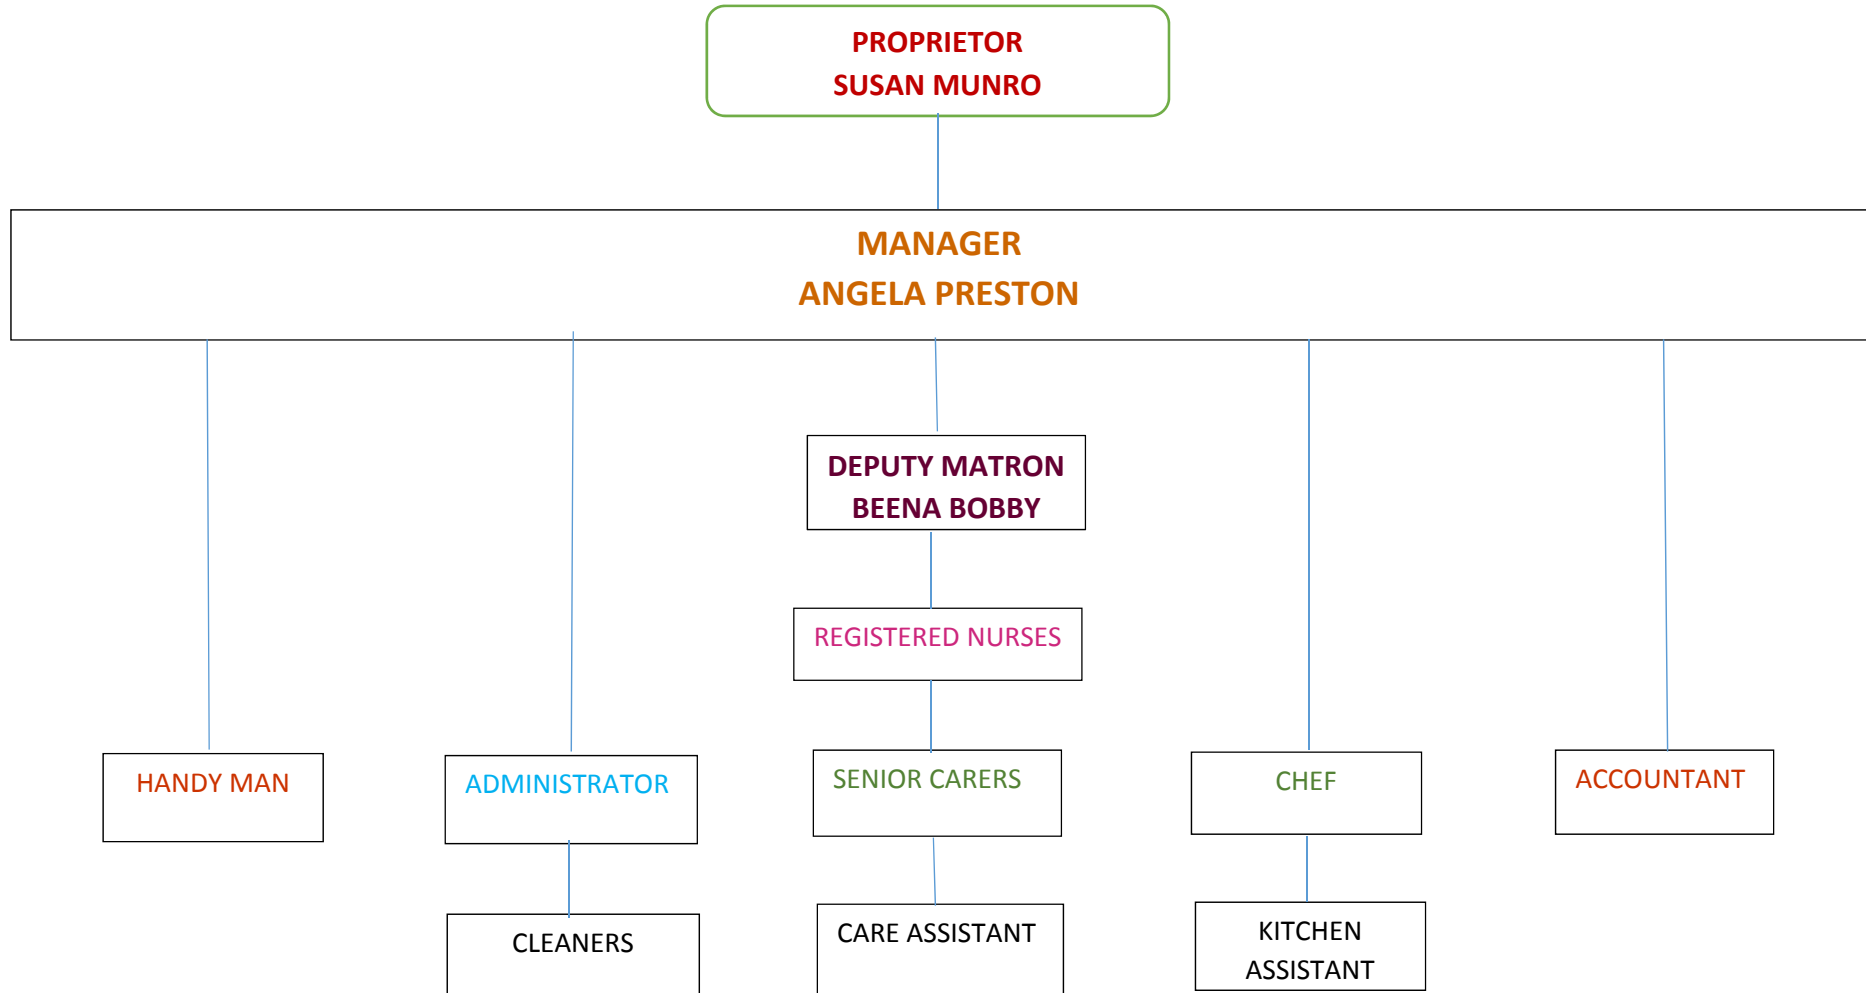 PROPRIETOR
SUSAN MUNRO
MANAGER
ANGELA PRESTON
DEPUTY MATRON
BEENA BOBBY
REGISTERED NURSES
HANDY MAN
ADMINISTRATOR
SENIOR CARERS
CHEF
ACCOUNTANT
CLEANERS
CARE ASSISTANT
KITCHEN
ASSISTANT